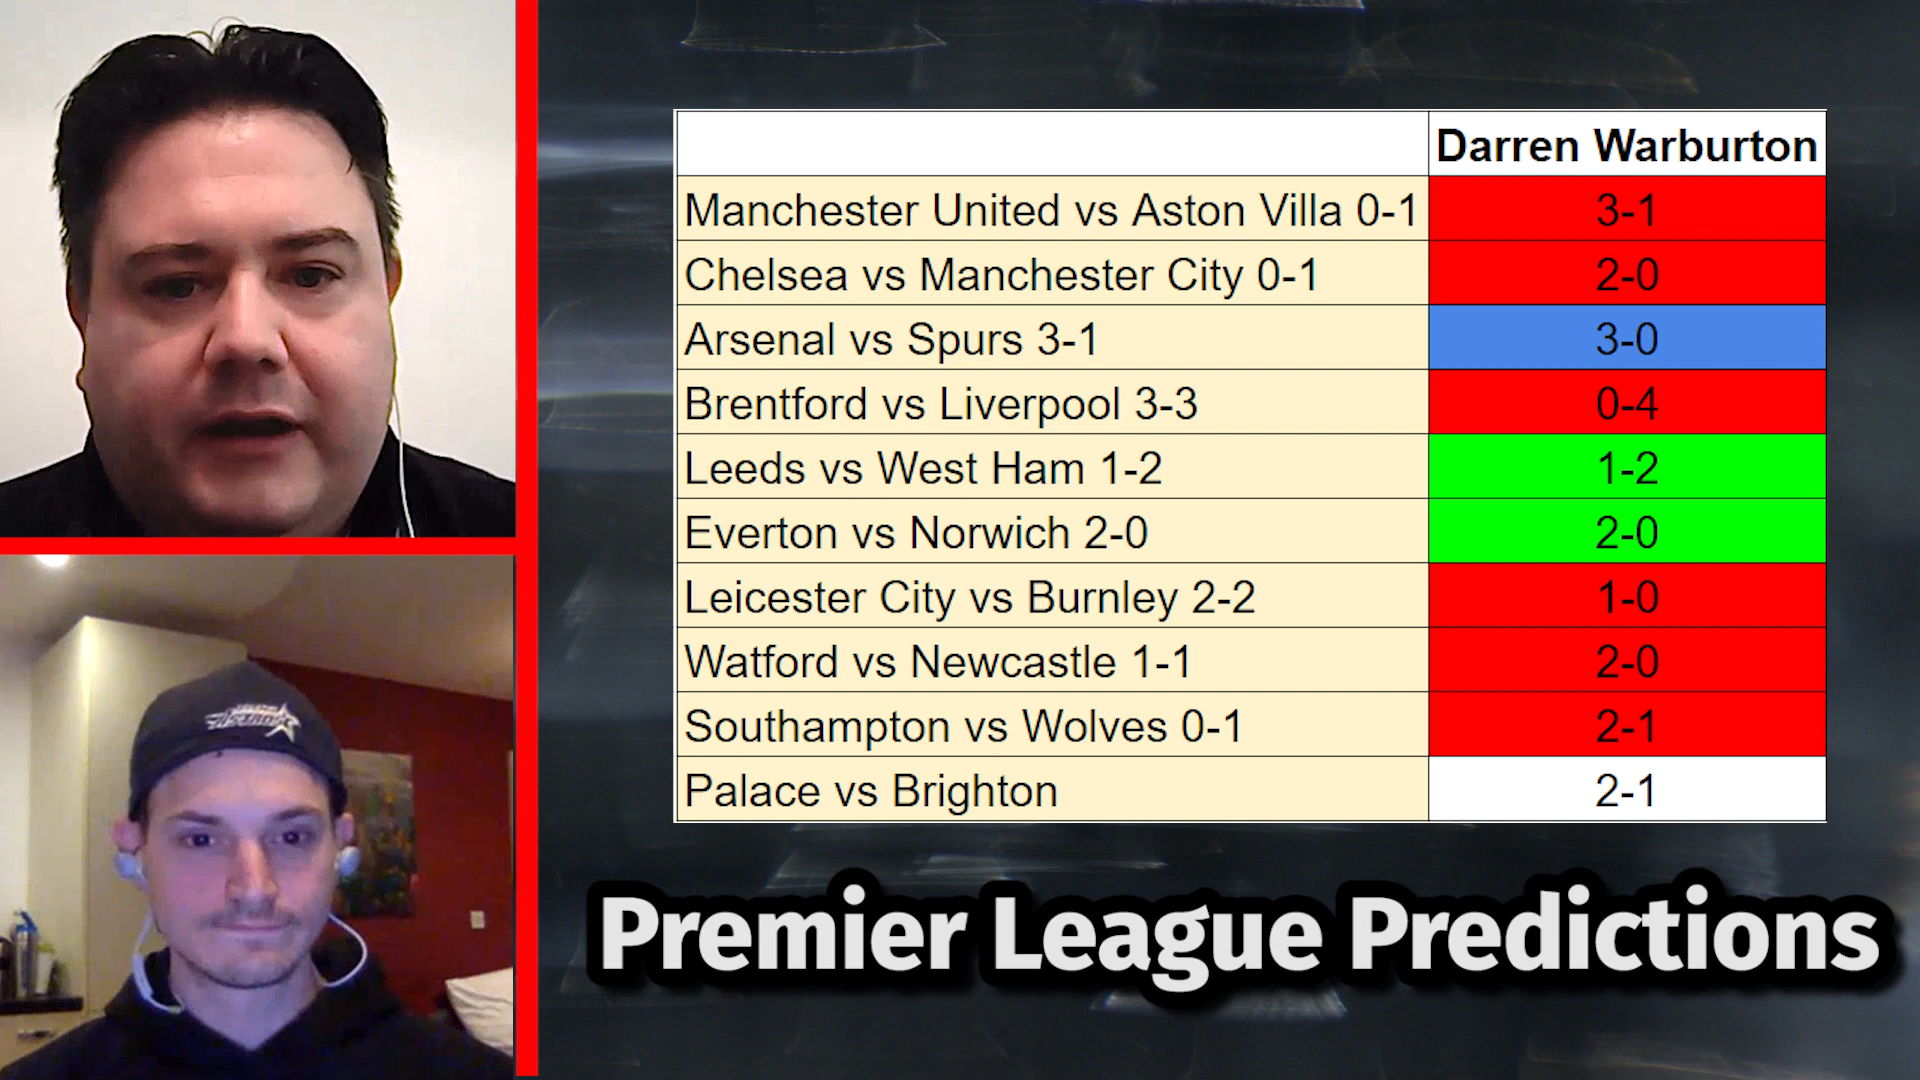 Darren Warburton
Manchester United vs Aston Villa 0-1 3-1
Chelsea vs Manchester City 0-1 2-0
Arsenal vs Spurs 3-1 3-0
Brentford vs Liverpool 3-3 0-4
Leeds vs West Ham 1-2 1-2
Everton vs Norwich 2-0 2-0
Leicester City vs Burnley 2-2 1-0
Watford vs Newcastle 1-1 2-0
Southampton vs Wolves 0-1 2-1
Palace vs Brighton 2-1
Premier League Predictions